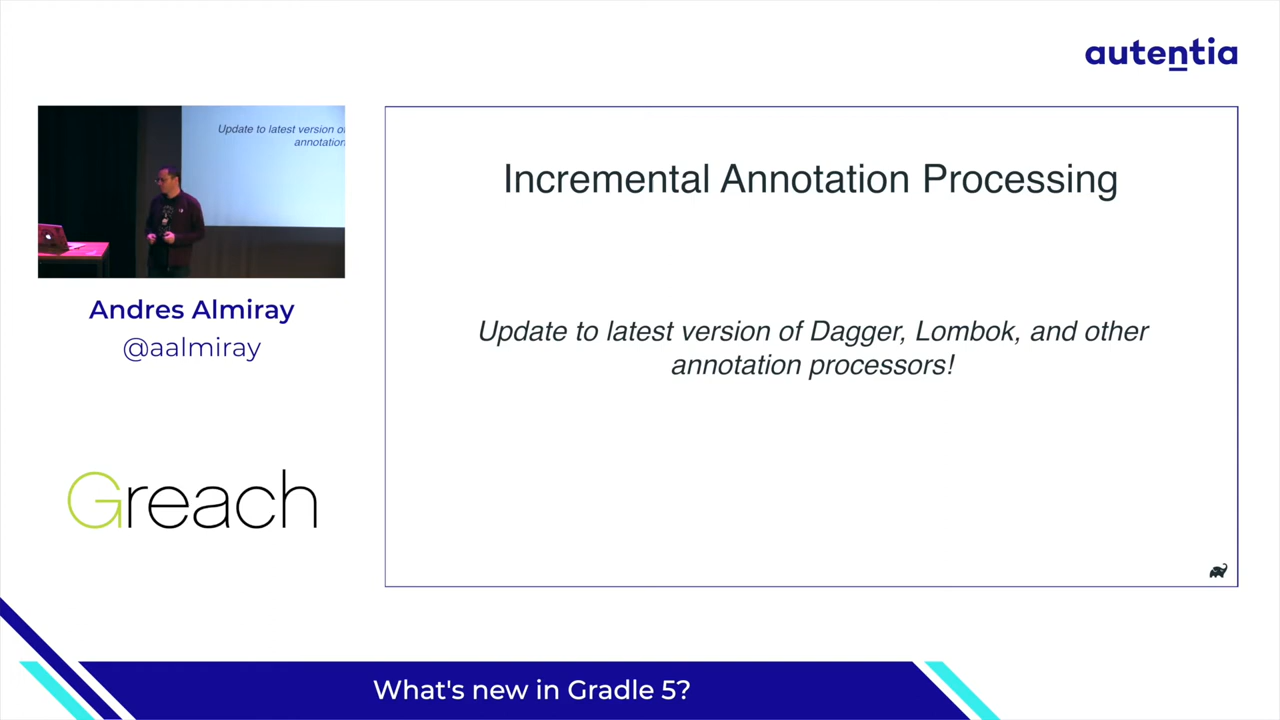 autentia
Update to latest version of
annotation
Andres Almiray
@aalmiray
Greach
Incremental Annotation Processing
Update to latest version of Dagger, Lombok, and other
annotation processors!
What's new in Gradle 5?